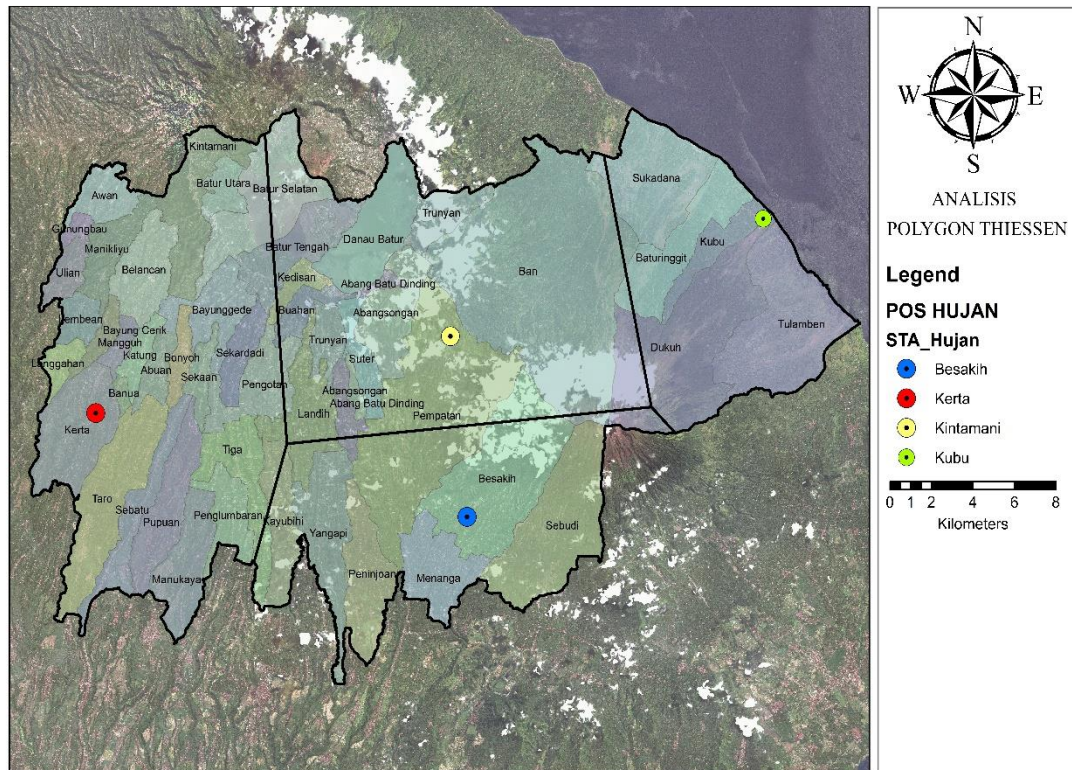 Kintamani
Batur Utara
Batur Selatan
Awan
Gunungbau
Manikliyu
Ulian
Belancan
Batur Tengah
Danau Batur
Trunyan
Ban
Sukadana
Kubu
Baturinggit
Tulamben
Dukuh
Kedisan
Abang Batu Dinding
Buahan
Abangsongan
Jembean
Bayung Cerik
Mangguh
Bayunggede
Trunyan
Langgahan
Katung
Bonyoh
Sekardadi
Suter
Abuan
Sekaan
Pengotan
Banua
Abangsongan
Abang Batu Dinding
Landih
Pempatan
Kerta
Tiga
Besakih
Taro
Sebatu
Pupuan
Penglumbaran
Kayubihi
Yangapi
Sebudi
Manukaya
Peninjoan
Menanga
N
W
E
S
ANALISIS
POLYGON THIESSEN
Legend
POS HUJAN
STA_Hujan
Besakih
Kerta
Kintamani
Kubu
0 1 2 4 6 8
Kilometers